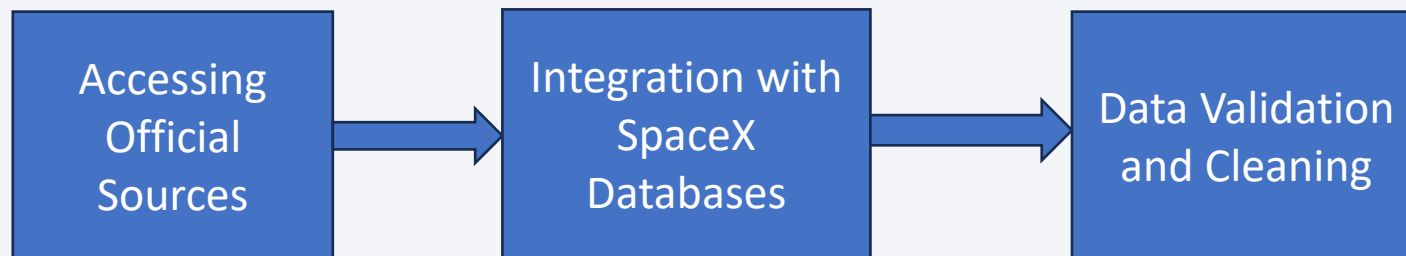 Accessing
Official
Sources
Integration with
SpaceX
Databases
Data Validation
and Cleaning